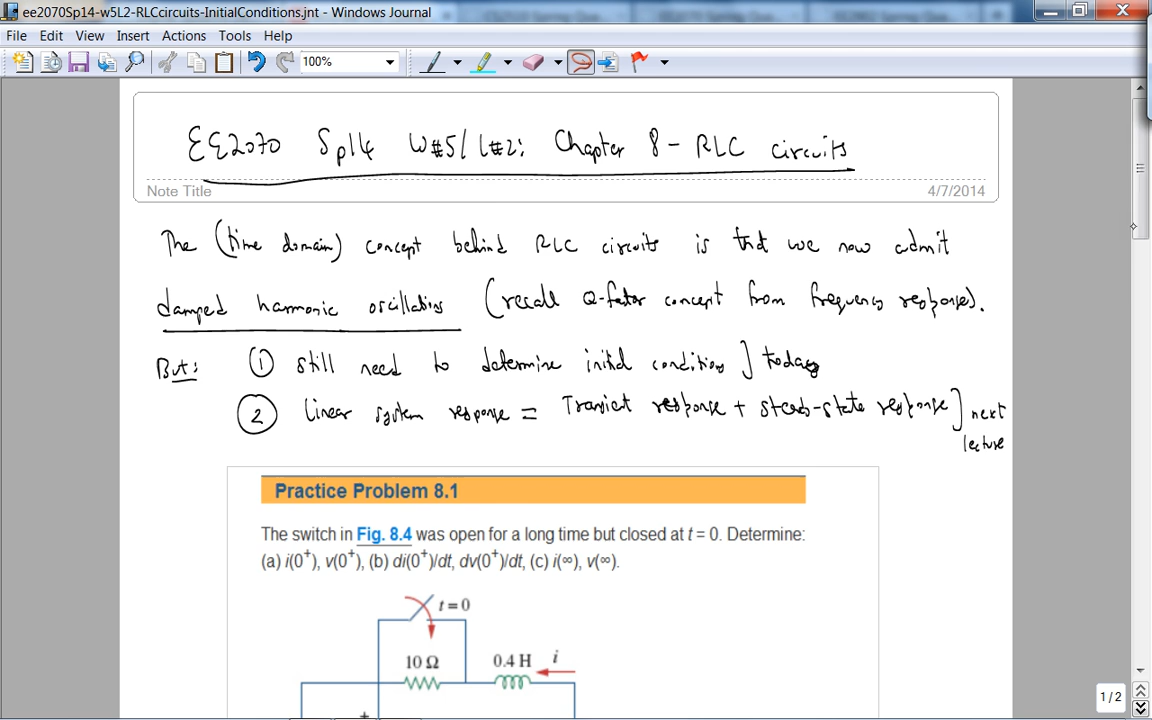 ee2070Sp14-w5L2-RLCcircuits-InitialConditions.jnt - Windows Journal
File Edit View Insert Actions Tools Help
100%
EE2070 Sp14 W#5/L#2: Chapter 8 - RLC circuits
Note Title
4/7/2014
The (time domain) concept behind RLC circuits is that we now admit
damped harmonic oscillations (recall Q-factor concept from frequency response).
But: ① still need to determine initial conditions ] today
② Linear system response = Transient response + steady-state response ] next
lecture
Practice Problem 8.1
The switch in Fig. 8.4 was open for a long time but closed at t = 0. Determine:
(a) i(0⁺), v(0⁺), (b) di(0⁺)/dt, dv(0⁺)/dt, (c) i(∞), v(∞).
t = 0
10 Ω
0.4 H
i
+
1 / 2